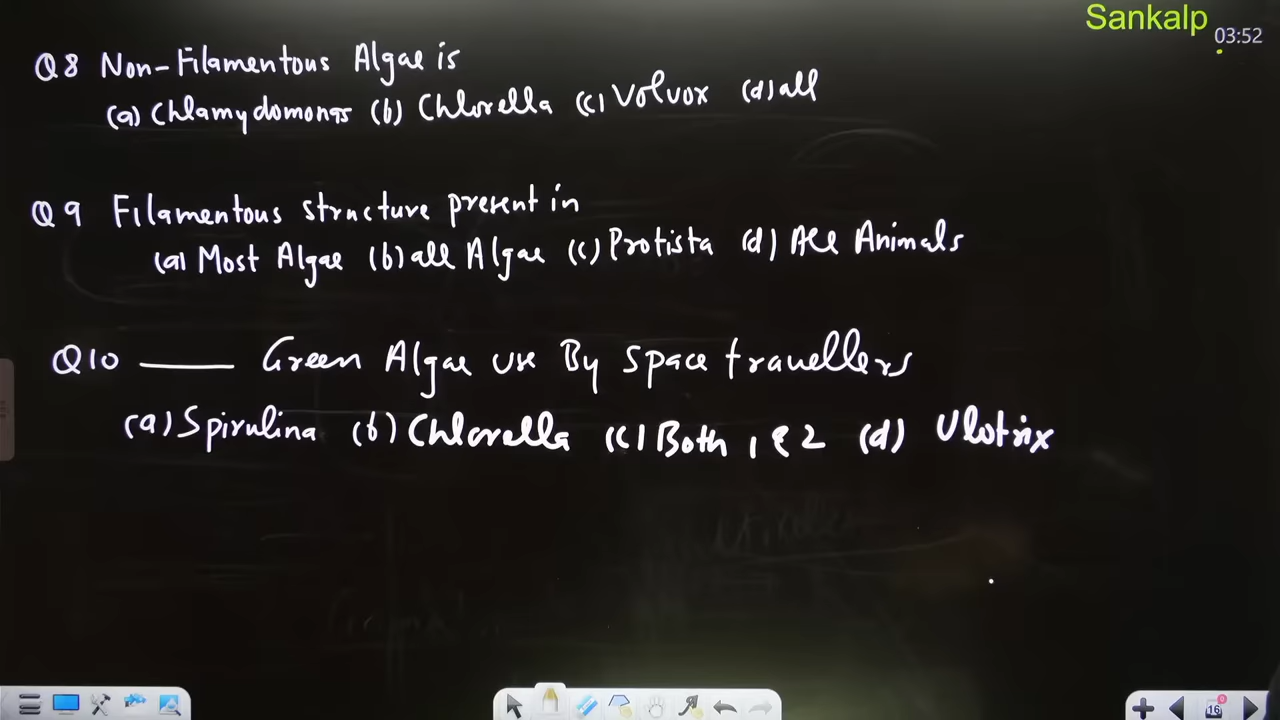 Sankalp
03:52
Q8 Non-Filamentous Algae is
(a) Chlamydomonas (b) Chlorella (c) Volvox (d) all
Q9 Filamentous structure present in
(a) Most Algae (b) all Algae (c) Protista (d) All Animals
Q10 ——— Green Algae use By Space travellers
(a) Spirulina (b) Chlorella (c) Both 1 & 2 (d) Ulotrix
16